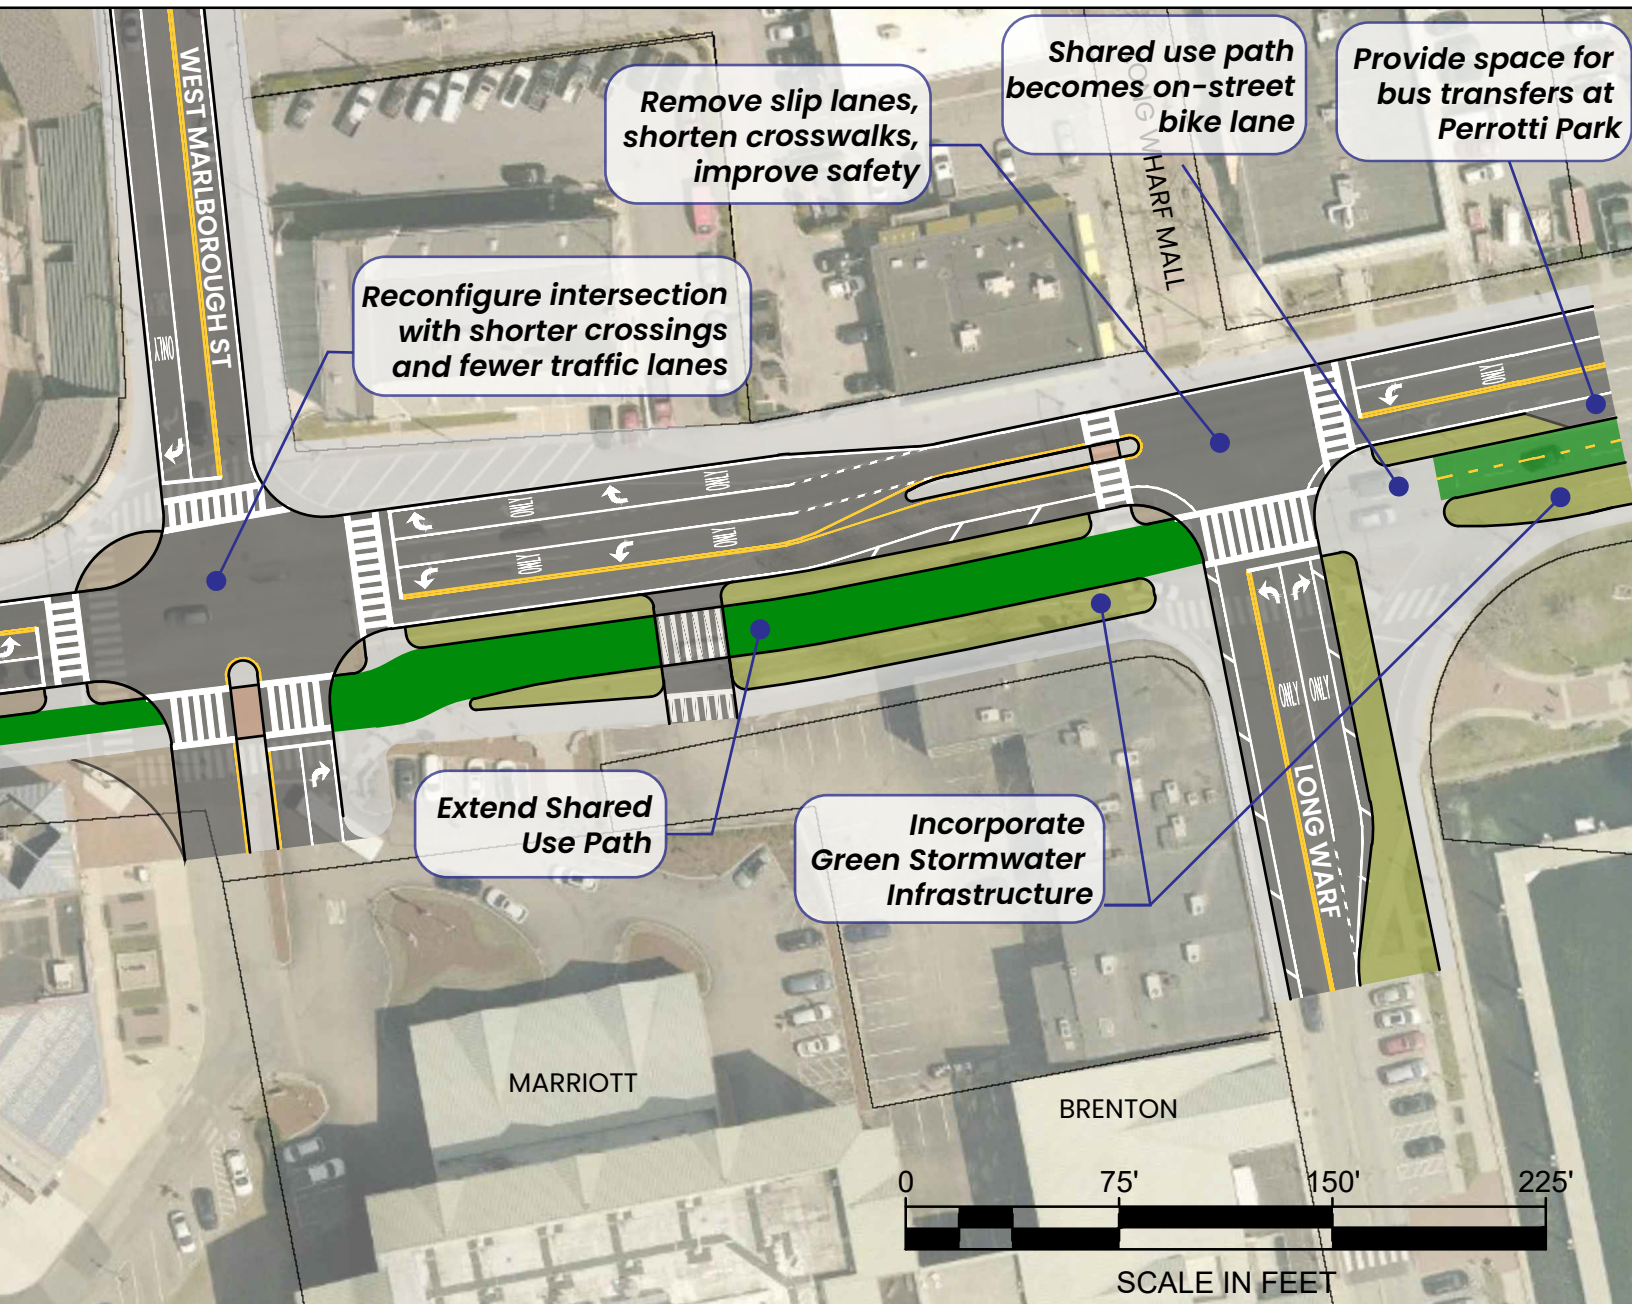 Shared use path
becomes on-street
bike lane
Provide space for
bus transfers at
Perrotti Park
Remove slip lanes,
shorten crosswalks,
improve safety
WEST MARLBOROUGH ST
WHARF MALL
Reconfigure intersection
with shorter crossings
and fewer traffic lanes
ONLY
ONLY
ONLY
ONLY
ONLY
ONLY
ONLY
ONLY
LONG WARF
Extend Shared
Use Path
Incorporate
Green Stormwater
Infrastructure
MARRIOTT
BRENTON
0 75' 150' 225'
SCALE IN FEET